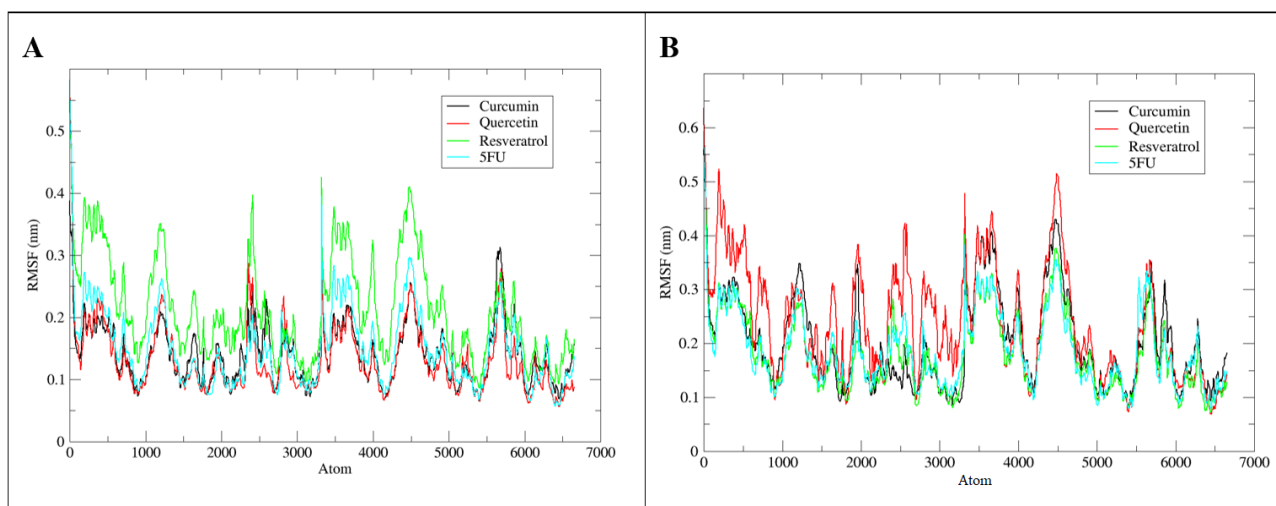 A
Curcumin
Quercetin
Resveratrol
5FU
RMSF (nm)
0.5
0.4
0.3
0.2
0.1
0
0 1000 2000 3000 4000 5000 6000 7000
Atom
B
Curcumin
Quercetin
Resveratrol
5FU
RMSF (nm)
0.6
0.5
0.4
0.3
0.2
0.1
0
0 1000 2000 3000 4000 5000 6000 7000
Atom